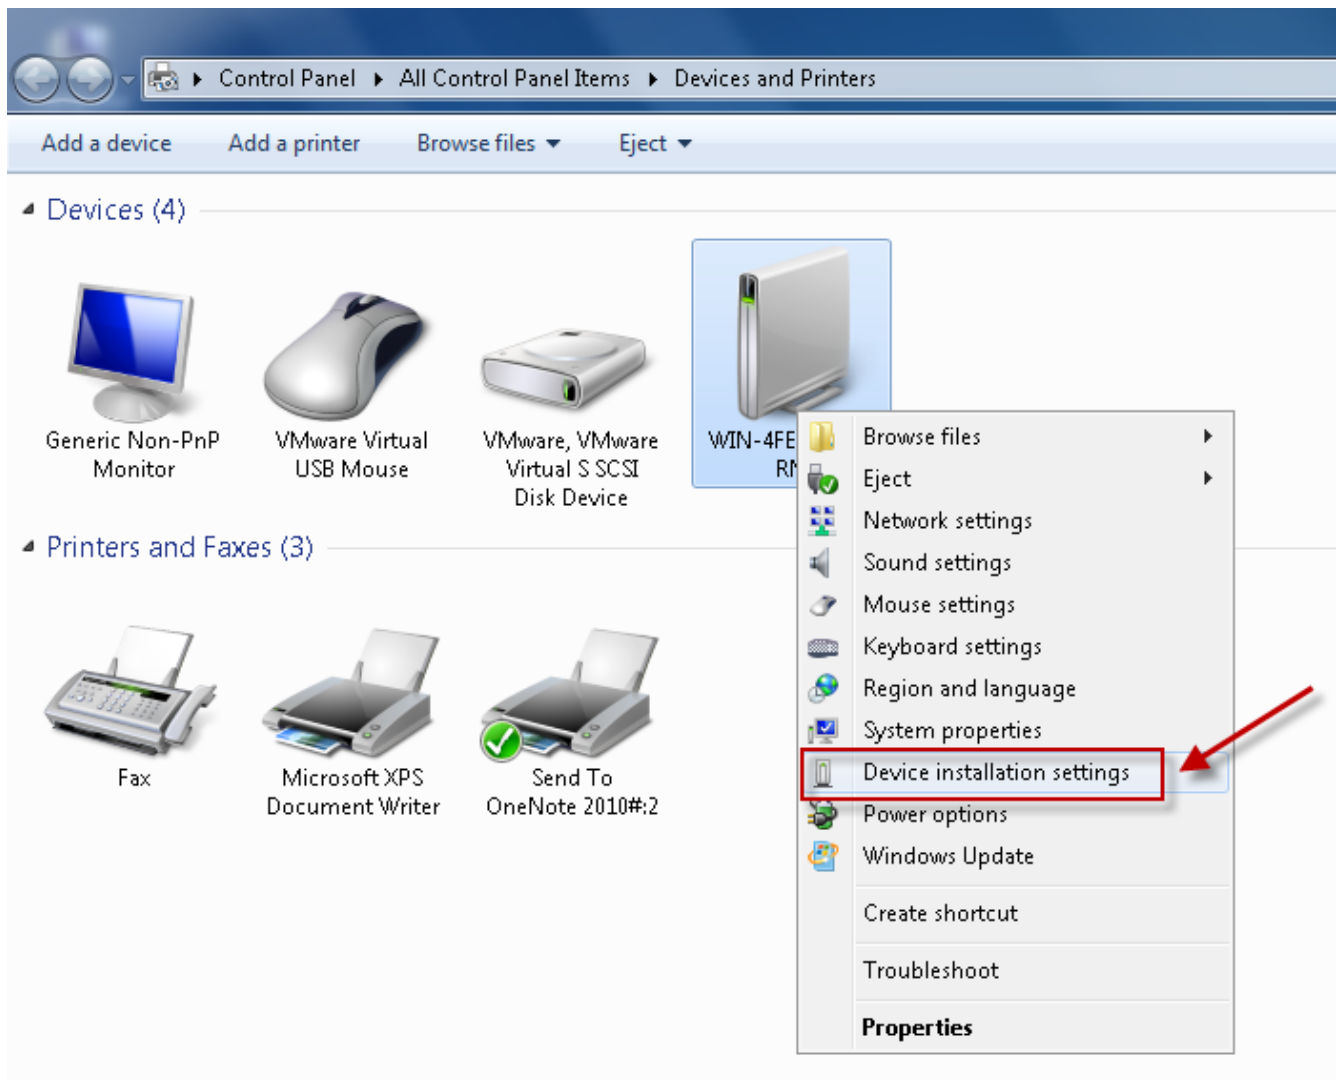 Control Panel ▸ All Control Panel Items ▸ Devices and Printers
Add a device Add a printer Browse files Eject
Devices (4)
Generic Non-PnP
Monitor
VMware Virtual
USB Mouse
VMware, VMware
Virtual S SCSI
Disk Device
WIN-4FE
Printers and Faxes (3)
Fax
Microsoft XPS
Document Writer
Send To
OneNote 2010#:2
Browse files
Eject
Network settings
Sound settings
Mouse settings
Keyboard settings
Region and language
System properties
Device installation settings
Power options
Windows Update
Create shortcut
Troubleshoot
Properties